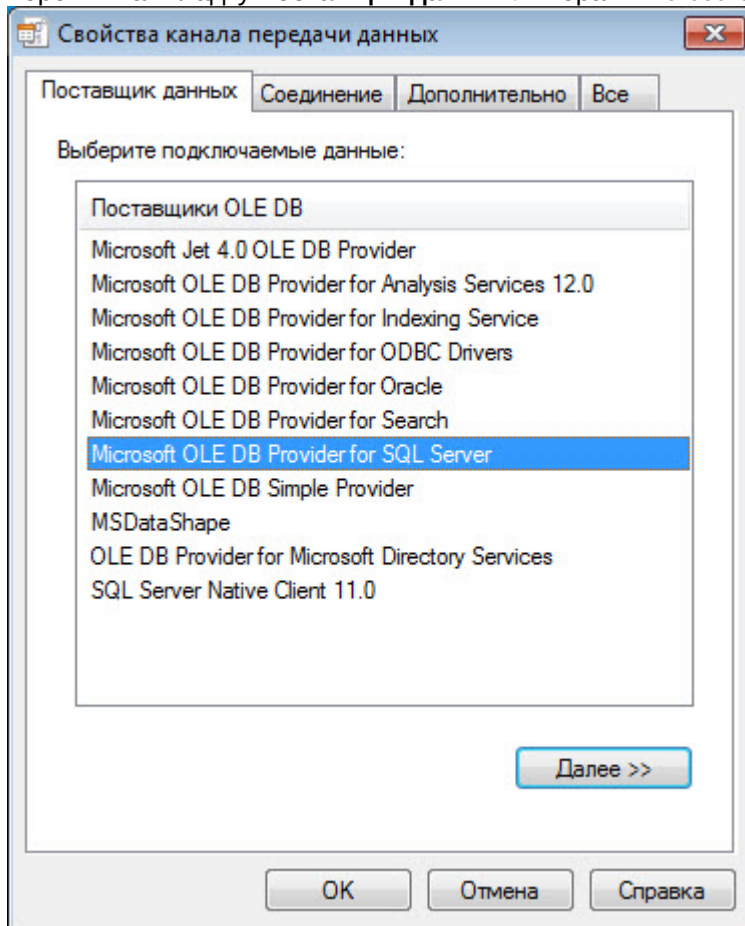 Свойства канала передачи данных
Поставщик данных Соединение Дополнительно Все
Выберите подключаемые данные:
Поставщики OLE DB
Microsoft Jet 4.0 OLE DB Provider
Microsoft OLE DB Provider for Analysis Services 12.0
Microsoft OLE DB Provider for Indexing Service
Microsoft OLE DB Provider for ODBC Drivers
Microsoft OLE DB Provider for Oracle
Microsoft OLE DB Provider for Search
Microsoft OLE DB Provider for SQL Server
Microsoft OLE DB Simple Provider
MSDataShape
OLE DB Provider for Microsoft Directory Services
SQL Server Native Client 11.0
Далее >>
ОК Отмена Справка